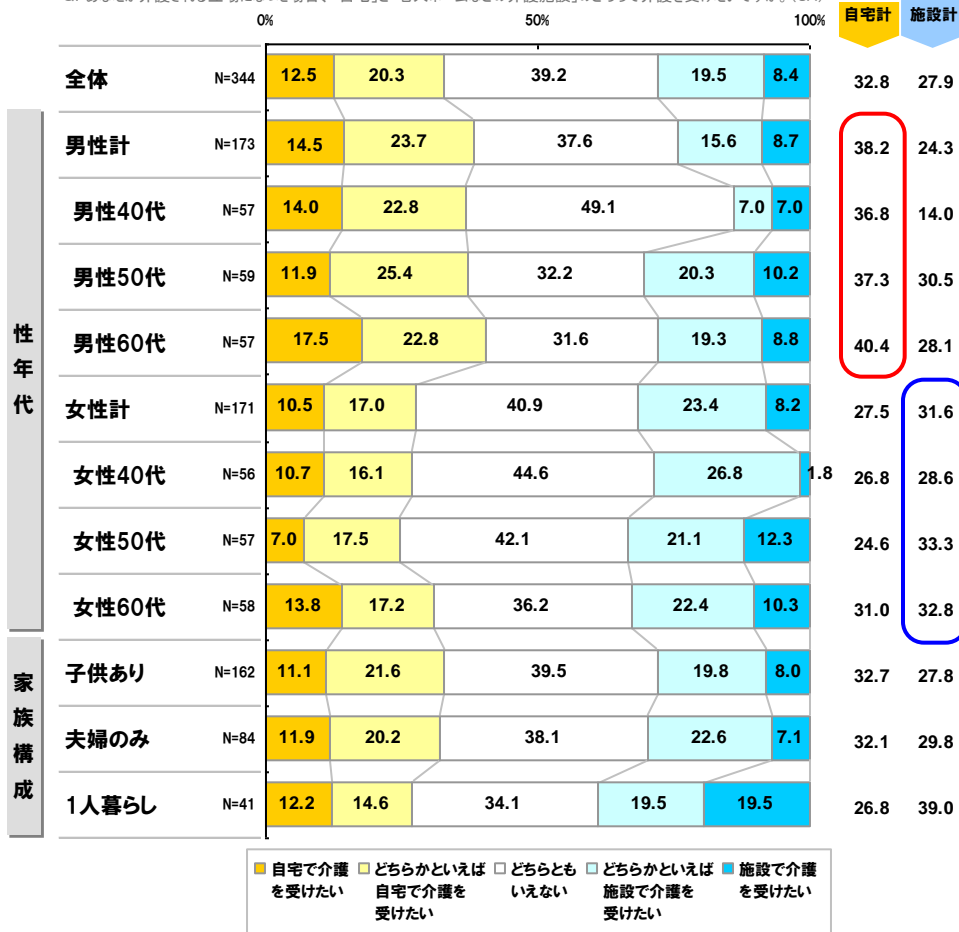 0% 50% 100%
自宅計 施設計
全体 N=344 12.5 20.3 39.2 19.5 8.4 32.8 27.9
男性計 N=173 14.5 23.7 37.6 15.6 8.7 38.2 24.3
男性40代 N=57 14.0 22.8 49.1 7.0 7.0 36.8 14.0
男性50代 N=59 11.9 25.4 32.2 20.3 10.2 37.3 30.5
男性60代 N=57 17.5 22.8 31.6 19.3 8.8 40.4 28.1
女性計 N=171 10.5 17.0 40.9 23.4 8.2 27.5 31.6
女性40代 N=56 10.7 16.1 44.6 26.8 1.8 26.8 28.6
女性50代 N=57 7.0 17.5 42.1 21.1 12.3 24.6 33.3
女性60代 N=58 13.8 17.2 36.2 22.4 10.3 31.0 32.8
子供あり N=162 11.1 21.6 39.5 19.8 8.0 32.7 27.8
夫婦のみ N=84 11.9 20.2 38.1 22.6 7.1 32.1 29.8
1人暮らし N=41 12.2 14.6 34.1 19.5 19.5 26.8 39.0
性年代
家族構成
自宅で介護
を受けたい
どちらかといえば
自宅で介護を
受けたい
どちらとも
いえない
どちらかといえば
施設で介護を
受けたい
施設で介護
を受けたい